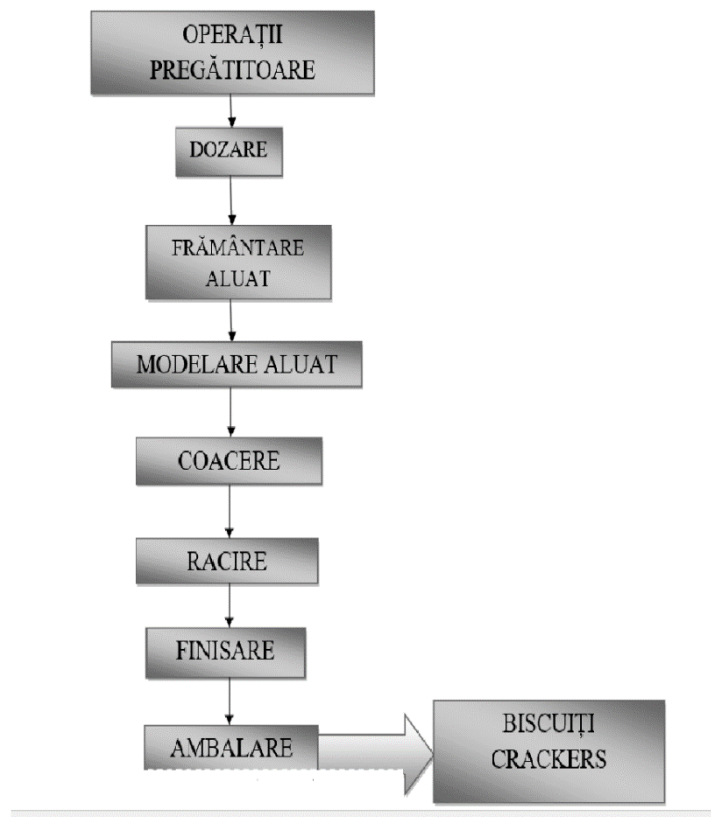 OPERAȚII
PREGĂTITOARE
DOZARE
FRĂMÂNTARE
ALUAT
MODELARE ALUAT
COACERE
RACIRE
FINISARE
AMBALARE
BISCUIȚI
CRACKERS